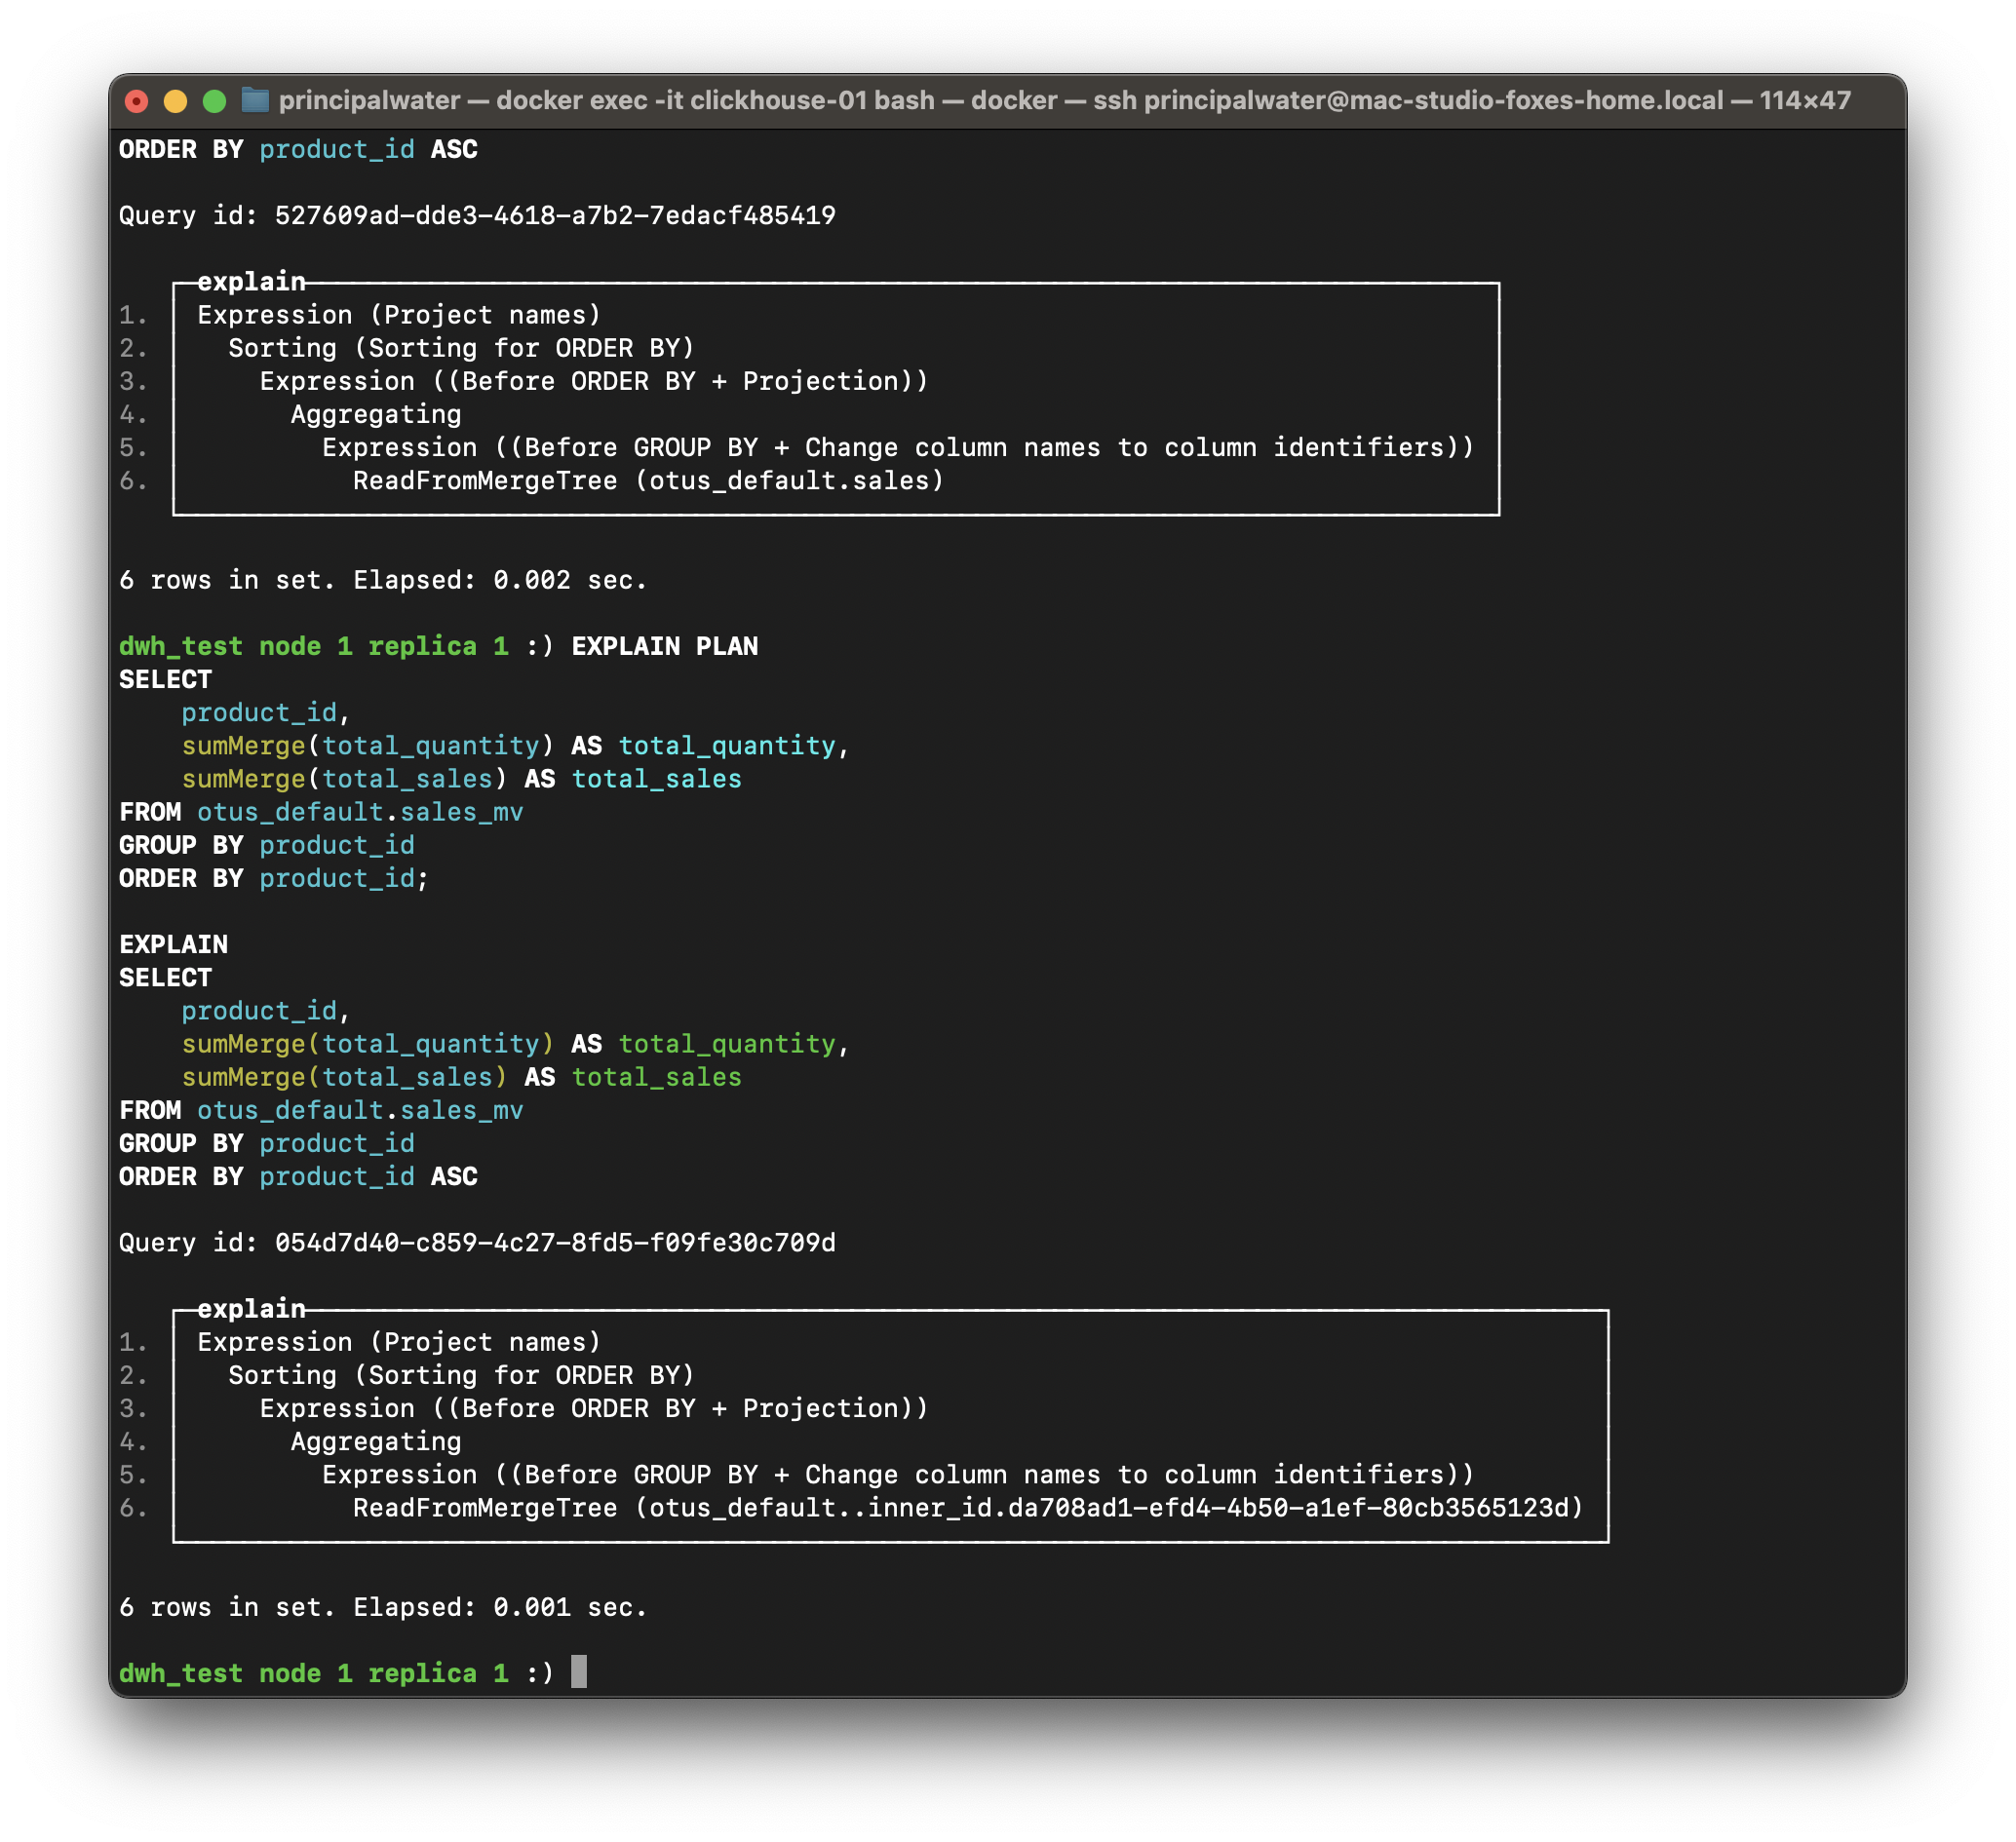 principalwater — docker exec -it clickhouse-01 bash — docker — ssh principalwater@mac-studio-foxes-home.local — 114×47
ORDER BY product_id ASC
Query id: 527609ad-dde3-4618-a7b2-7edacf485419
explain
1. Expression (Project names)
2. Sorting (Sorting for ORDER BY)
3. Expression ((Before ORDER BY + Projection))
4. Aggregating
5. Expression ((Before GROUP BY + Change column names to column identifiers))
6. ReadFromMergeTree (otus_default.sales)
6 rows in set. Elapsed: 0.002 sec.
dwh_test node 1 replica 1 :) EXPLAIN PLAN
SELECT
product_id,
sumMerge(total_quantity) AS total_quantity,
sumMerge(total_sales) AS total_sales
FROM otus_default.sales_mv
GROUP BY product_id
ORDER BY product_id;
EXPLAIN
SELECT
product_id,
sumMerge(total_quantity) AS total_quantity,
sumMerge(total_sales) AS total_sales
FROM otus_default.sales_mv
GROUP BY product_id
ORDER BY product_id ASC
Query id: 054d7d40-c859-4c27-8fd5-f09fe30c709d
explain
1. Expression (Project names)
2. Sorting (Sorting for ORDER BY)
3. Expression ((Before ORDER BY + Projection))
4. Aggregating
5. Expression ((Before GROUP BY + Change column names to column identifiers))
6. ReadFromMergeTree (otus_default..inner_id.da708ad1-efd4-4b50-a1ef-80cb3565123d)
6 rows in set. Elapsed: 0.001 sec.
dwh_test node 1 replica 1 :)